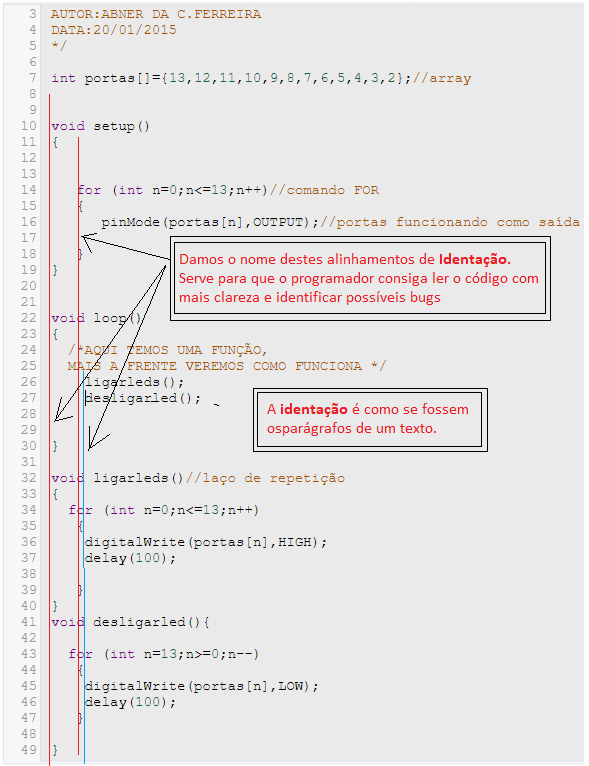 3 AUTOR:ABNER DA C.FERREIRA
4 DATA:20/01/2015
5 */
6
7 int portas[]={13,12,11,10,9,8,7,6,5,4,3,2};//array
8
9
10 void setup()
11 {
12
13
14 for (int n=0;n<=13;n++)//comando FOR
15 {
16 pinMode(portas[n],OUTPUT);//portas funcionando como saída
17
18 }
19 }
20
21
22 void loop()
23 {
24 /*AQUI TEMOS UMA FUNÇÃO,
25 MAIS A FRENTE VEREMOS COMO FUNCIONA */
26 ligarleds();
27 desligarled();
28
29
30 }
31
32 void ligarleds()//laço de repetição
33 {
34 for (int n=0;n<=13;n++)
35 {
36 digitalWrite(portas[n],HIGH);
37 delay(100);
38
39 }
40 }
41 void desligarled(){
42
43 for (int n=13;n>=0;n--)
44 {
45 digitalWrite(portas[n],LOW);
46 delay(100);
47 }
48
49 }
Damos o nome destes alinhamentos de Identação.
Serve para que o programador consiga ler o código com
mais clareza e identificar possíveis bugs
A identação é como se fossem
osparágrafos de um texto.